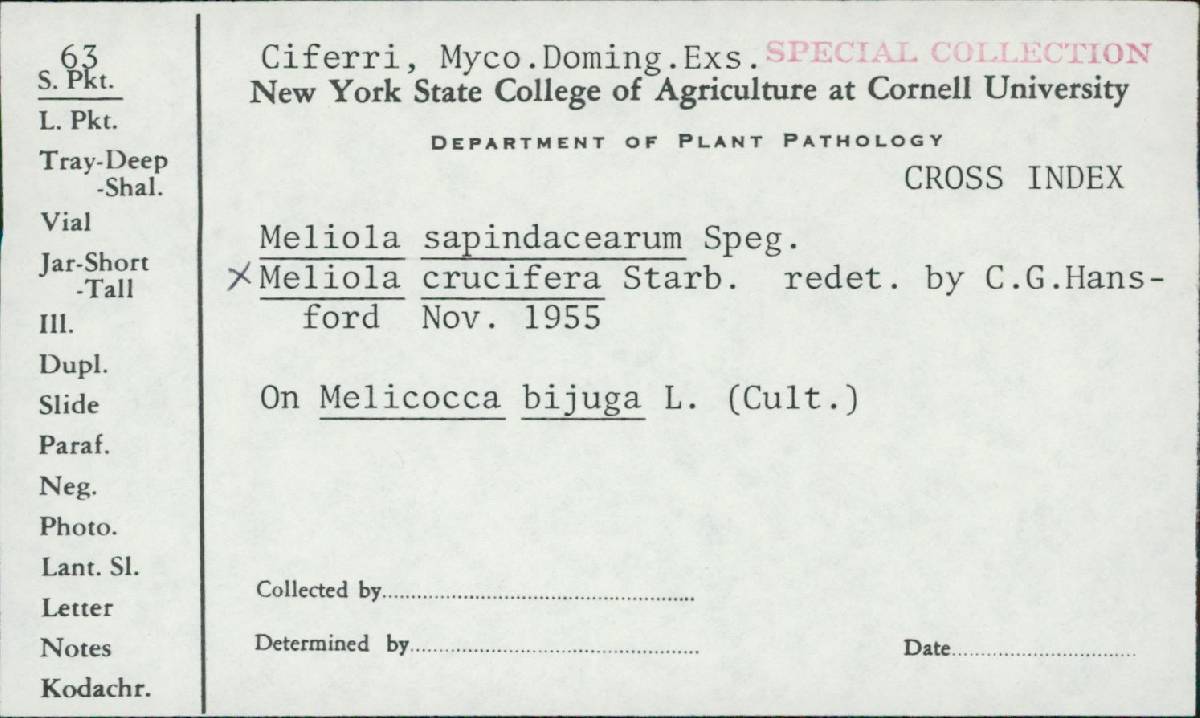 63
S. Pkt.
L. Pkt.
Tray-Deep
-Shal.
Vial
Jar-Short
-Tall
Ill.
Dupl.
Slide
Paraf.
Neg.
Photo.
Lant. Sl.
Letter
Notes
Kodachr.
Ciferri, Myco.Doming.Exs. SPECIAL COLLECTION
New York State College of Agriculture at Cornell University
DEPARTMENT OF PLANT PATHOLOGY
CROSS INDEX
Meliola sapindacearum Speg.
x Meliola crucifera Starb. redet. by C.G.Hans-
ford Nov. 1955
On Melicocca bijuga L. (Cult.)
Collected by
Determined by Date